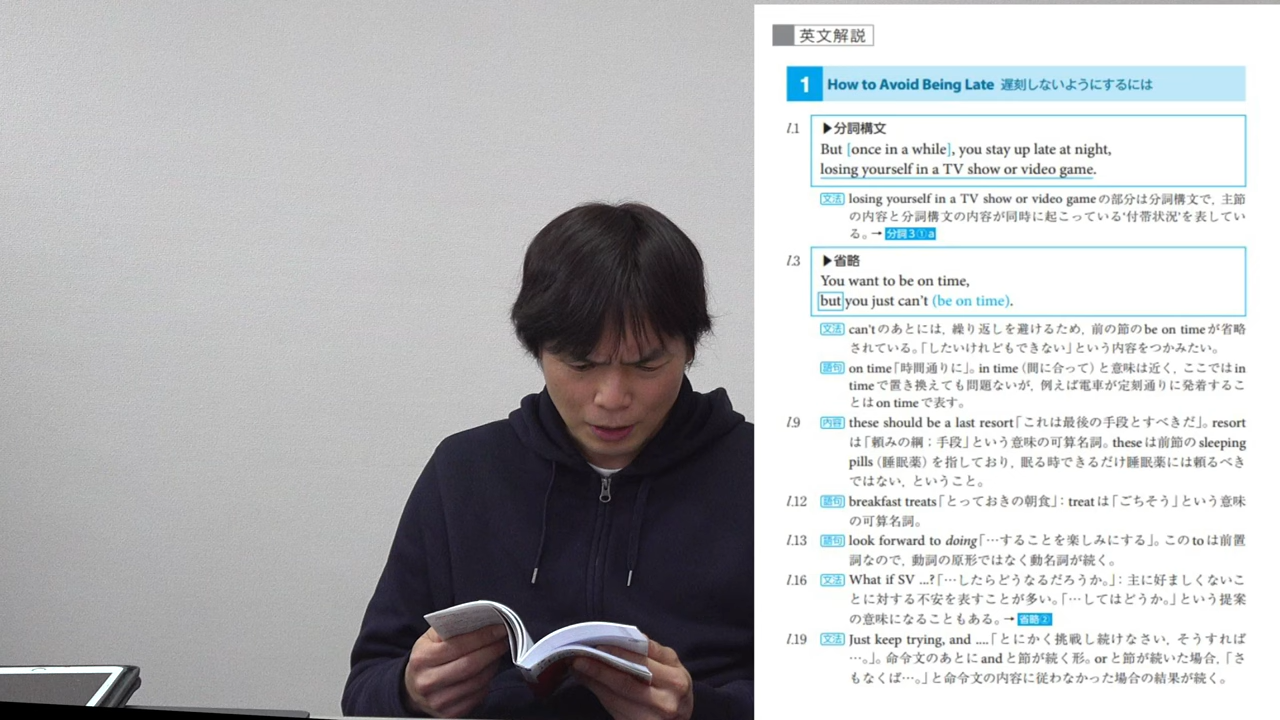 英文解説
1 How to Avoid Being Late 遅刻しないようにするには
l.1 ▶分詞構文
But [once in a while], you stay up late at night,
losing yourself in a TV show or video game.
文法 losing yourself in a TV show or video gameの部分は分詞構文で，主節
の内容と分詞構文の内容が同時に起こっている‘付帯状況’を表してい
る。→ 分詞3①a
l.3 ▶省略
You want to be on time,
but you just can't (be on time).
文法 can'tのあとには，繰り返しを避けるため，前の節のbe on timeが省略
されている。「したいけれどもできない」という内容をつかみたい。
語句 on time「時間通りに」。in time（間に合って）と意味は近く，ここではin
timeで置き換えても問題ないが，例えば電車が定刻通りに発着するこ
とはon timeで表す。
l.9 内容 these should be a last resort「これは最後の手段とすべきだ」。resort
は「頼みの綱；手段」という意味の可算名詞。theseは前節のsleeping
pills（睡眠薬）を指しており，眠る時できるだけ睡眠薬には頼るべき
ではない，ということ。
l.12 語句 breakfast treats「とっておきの朝食」：treatは「ごちそう」という意味
の可算名詞。
l.13 語句 look forward to doing「…することを楽しみにする」。このtoは前置
詞なので，動詞の原形ではなく動名詞が続く。
l.16 文法 What if SV ...?「…したらどうなるだろうか。」：主に好ましくないこ
とに対する不安を表すことが多い。「…してはどうか。」という提案
の意味になることもある。→ 省略②
l.19 文法 Just keep trying, and ....「とにかく挑戦し続けなさい，そうすれば
…。」。命令文のあとにandと節が続く形。orと節が続いた場合，「さ
もなくば…。」と命令文の内容に従わなかった場合の結果が続く。